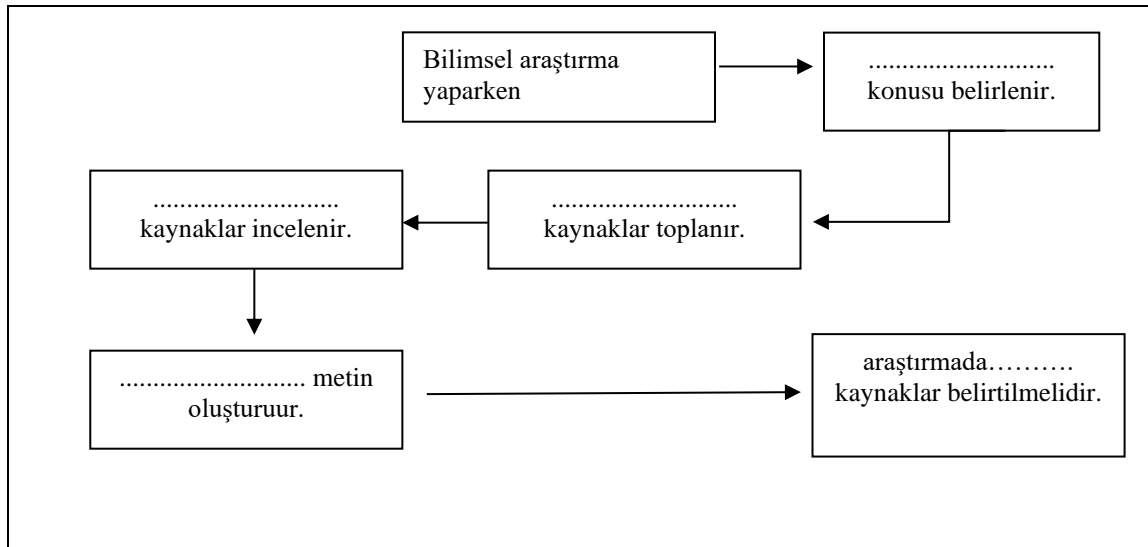 Bilimsel araştırma
yaparken
............................
konusu belirlenir.
............................
kaynaklar toplanır.
............................
kaynaklar incelenir.
............................ metin
oluşturuur.
araştırmada……….
kaynaklar belirtilmelidir.